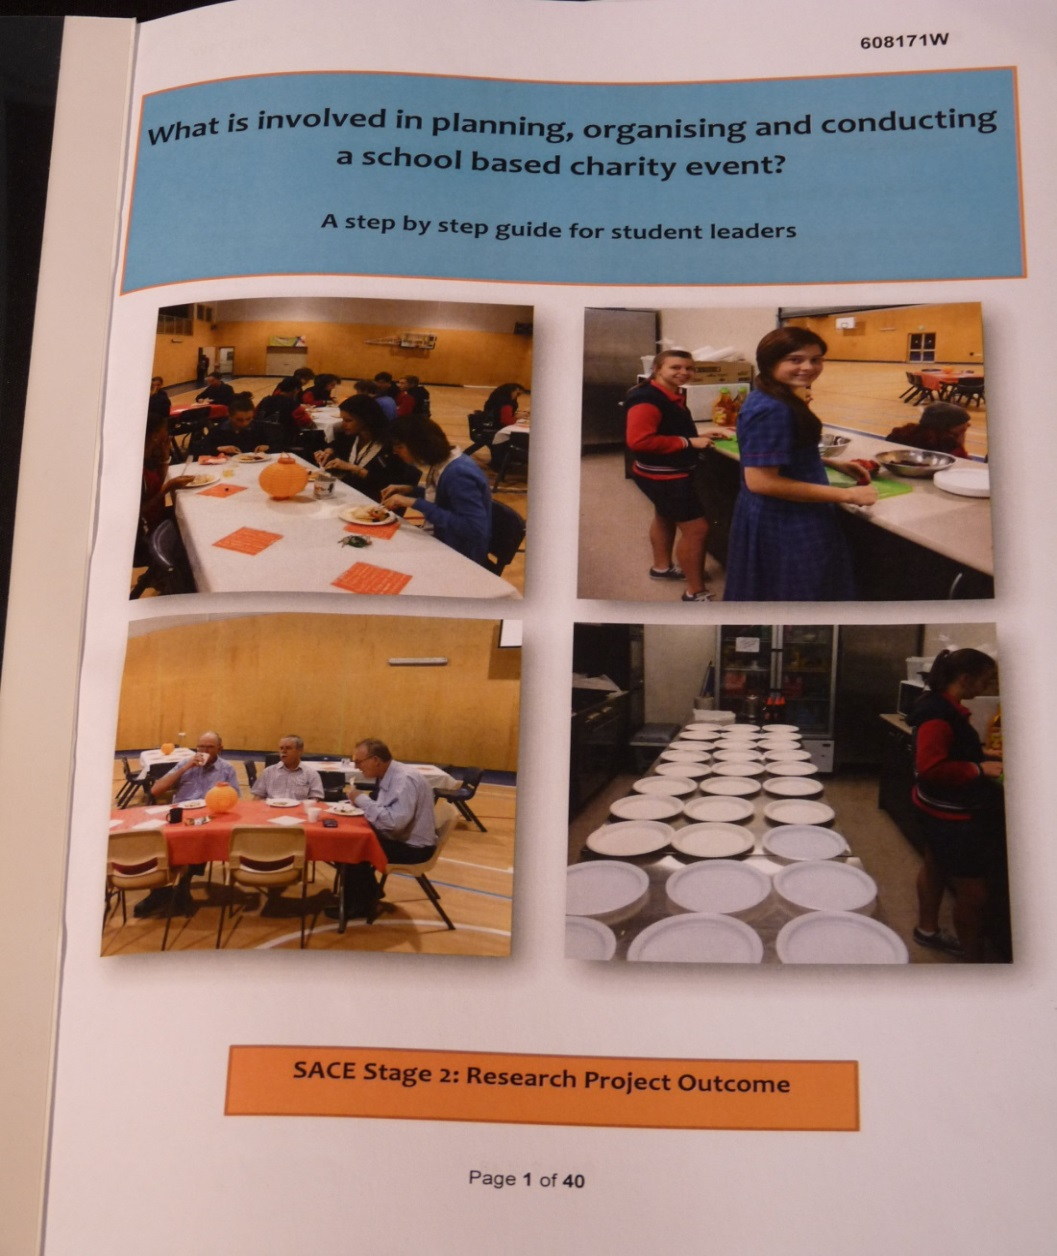 608171W
What is involved in planning, organising and conducting
a school based charity event?
A step by step guide for student leaders
SACE Stage 2: Research Project Outcome
Page 1 of 40